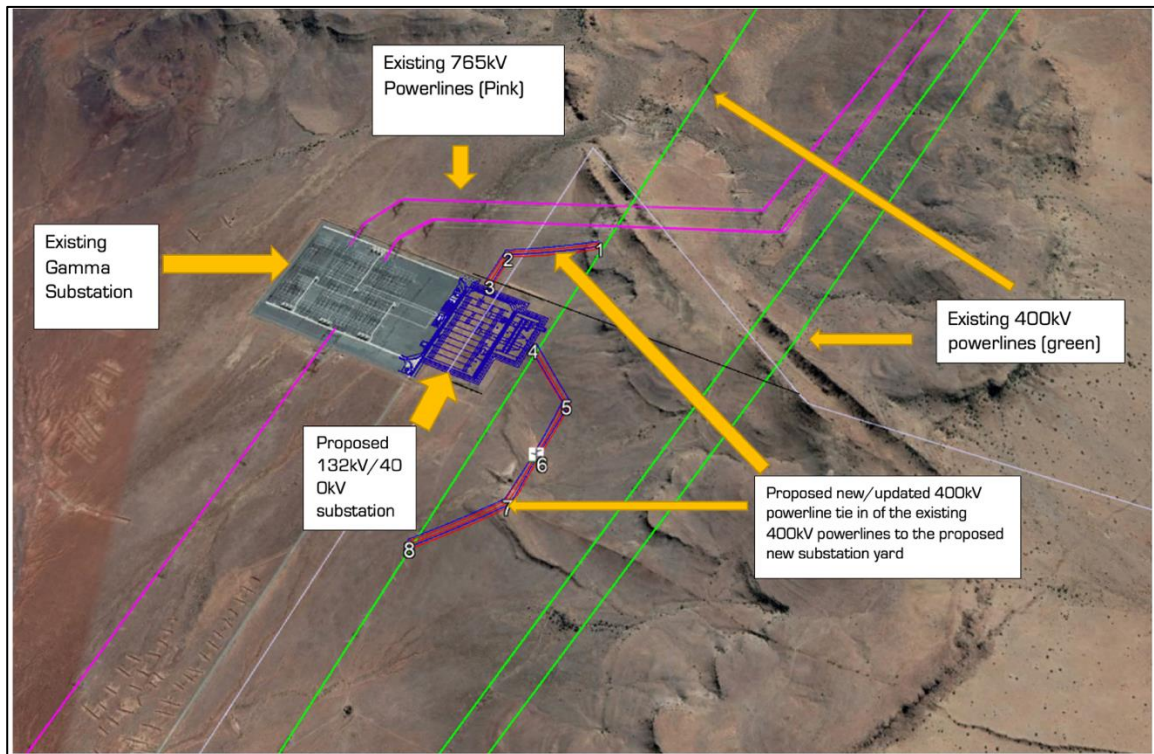 Existing 765kV
Powerlines (Pink)
Existing
Gamma
Substation
1
2
3
Existing 400kV
powerlines (green)
4
5
Proposed
132kV/40
0kV
substation
6
7
8
Proposed new/updated 400kV
powerline tie in of the existing
400kV powerlines to the proposed
new substation yard